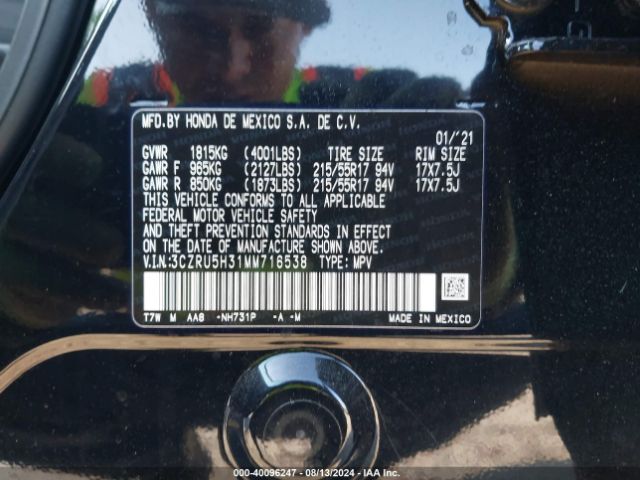 MFD.BY HONDA DE MEXICO S.A. DE C.V.
01/'21
GVWR 1815KG (4001LBS) TIRE SIZE RIM SIZE
GAWR F 965KG (2127LBS) 215/55R17 94V 17X7.5J
GAWR R 850KG (1873LBS) 215/55R17 94V 17X7.5J
THIS VEHICLE CONFORMS TO ALL APPLICABLE
FEDERAL MOTOR VEHICLE SAFETY
AND THEFT PREVENTION STANDARDS IN EFFECT
ON THE DATE OF MANUFACTURE SHOWN ABOVE.
V.I.N.:3CZRU5H31MM716538 TYPE: MPV
T7W M AA8 -NH731P -A -M MADE IN MEXICO
000-40096247 - 08/13/2024 - IAA Inc.